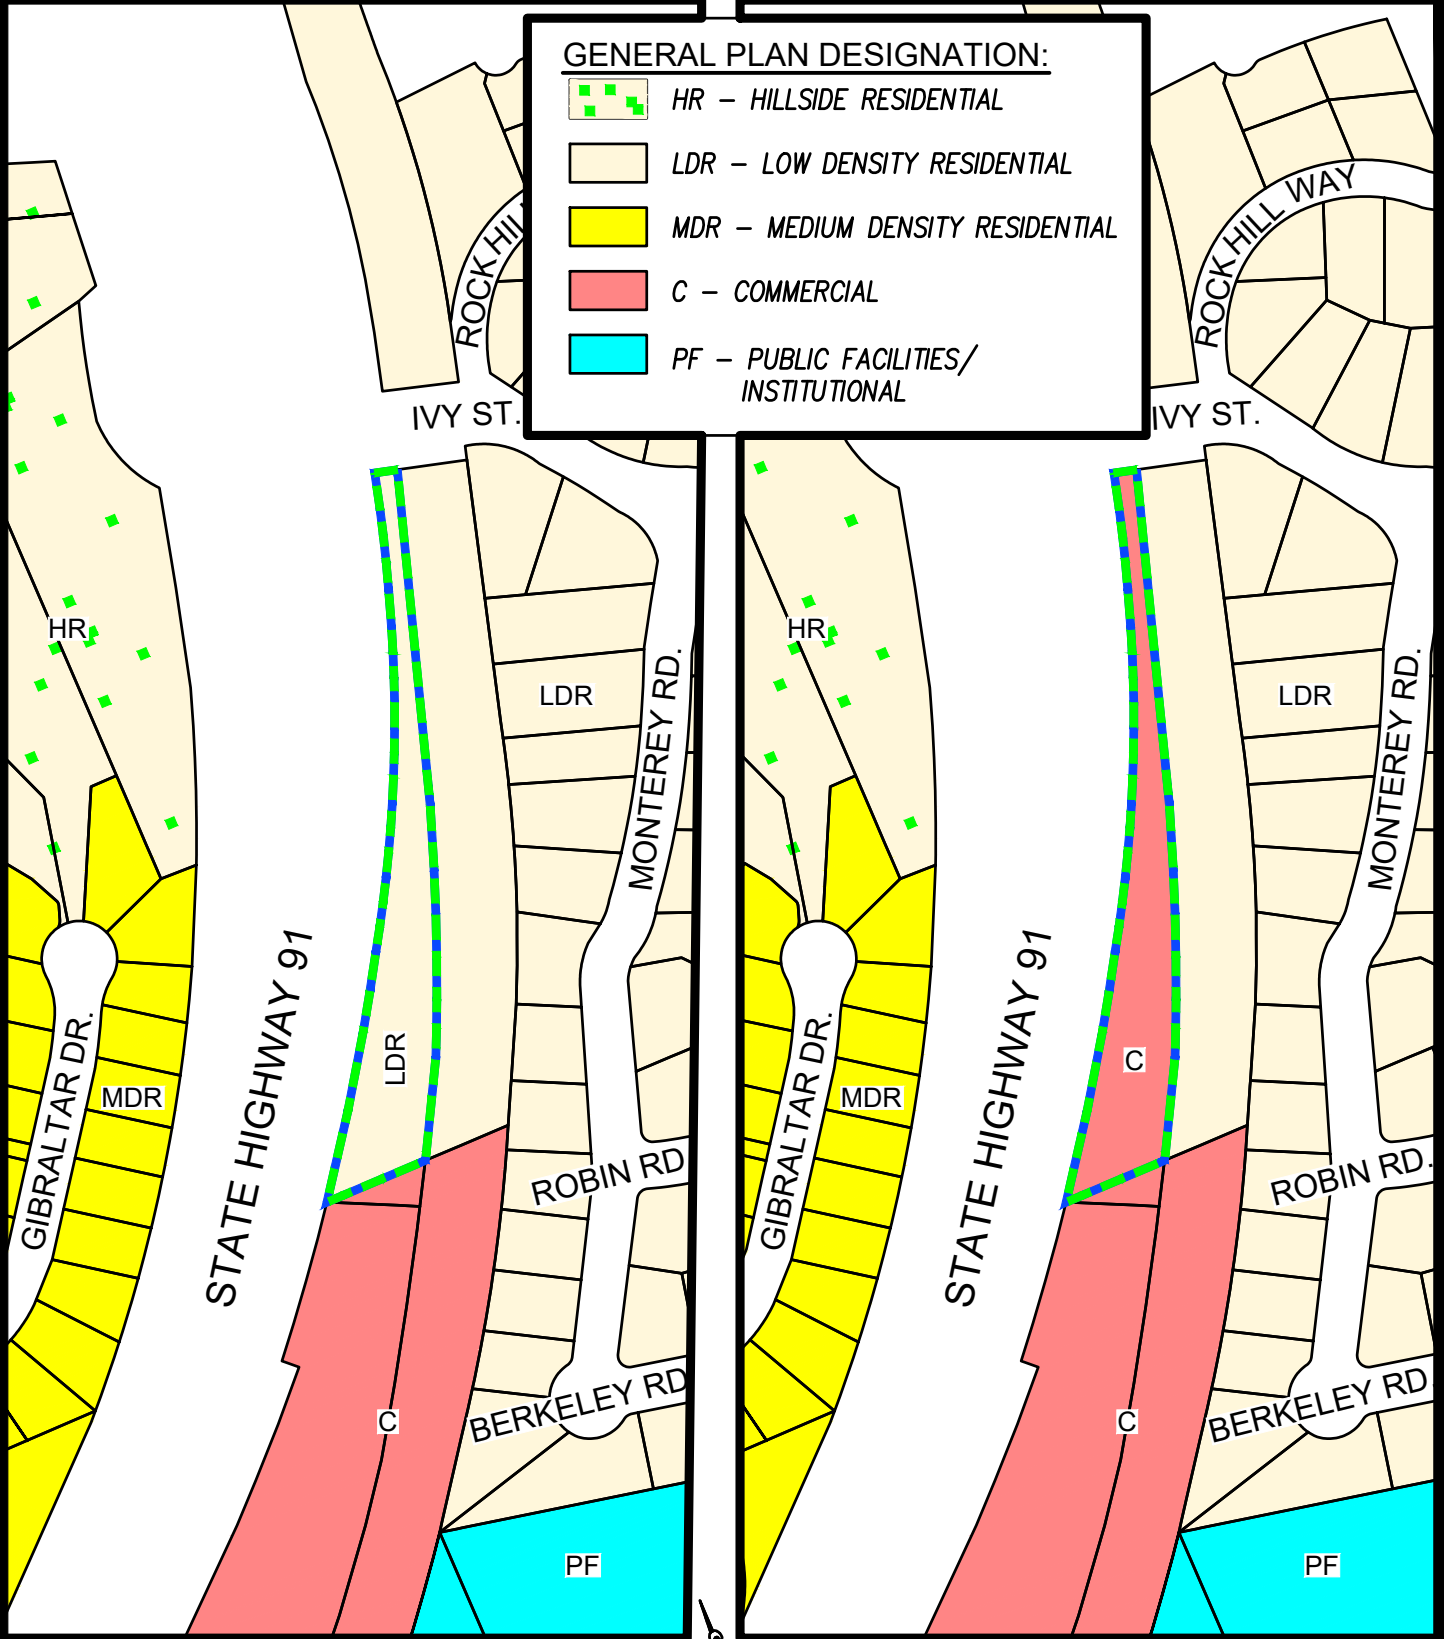 GENERAL PLAN DESIGNATION:
HR - HILLSIDE RESIDENTIAL
LDR - LOW DENSITY RESIDENTIAL
MDR - MEDIUM DENSITY RESIDENTIAL
C - COMMERCIAL
PF - PUBLIC FACILITIES/
INSTITUTIONAL
ROCK HIL
IVY ST.
HR
LDR
MONTEREY RD.
STATE HIGHWAY 91
LDR
GIBRALTAR DR.
MDR
ROBIN RD
BERKELEY RD
C
PF
ROCK HILL WAY
IVY ST.
HR
LDR
MONTEREY RD.
STATE HIGHWAY 91
C
GIBRALTAR DR.
MDR
ROBIN RD.
BERKELEY RD.
C
PF